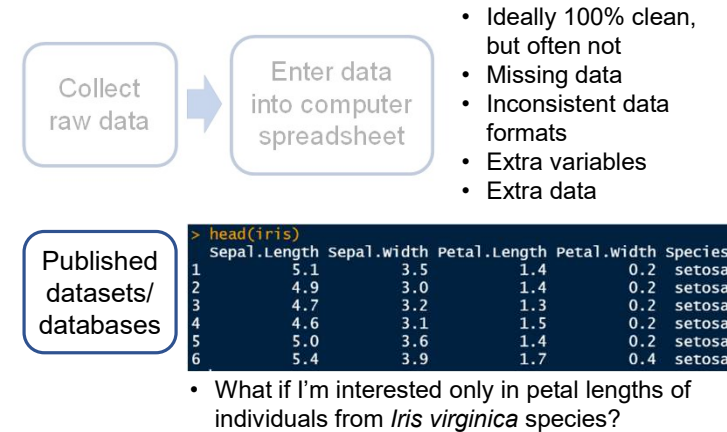 Collect
raw data
Enter data
into computer
spreadsheet
• Ideally 100% clean,
but often not
• Missing data
• Inconsistent data
formats
• Extra variables
• Extra data
Published
datasets/
databases
> head(iris)
Sepal.Length Sepal.Width Petal.Length Petal.Width Species
1 5.1 3.5 1.4 0.2 setosa
2 4.9 3.0 1.4 0.2 setosa
3 4.7 3.2 1.3 0.2 setosa
4 4.6 3.1 1.5 0.2 setosa
5 5.0 3.6 1.4 0.2 setosa
6 5.4 3.9 1.7 0.4 setosa
• What if I'm interested only in petal lengths of
individuals from Iris virginica species?